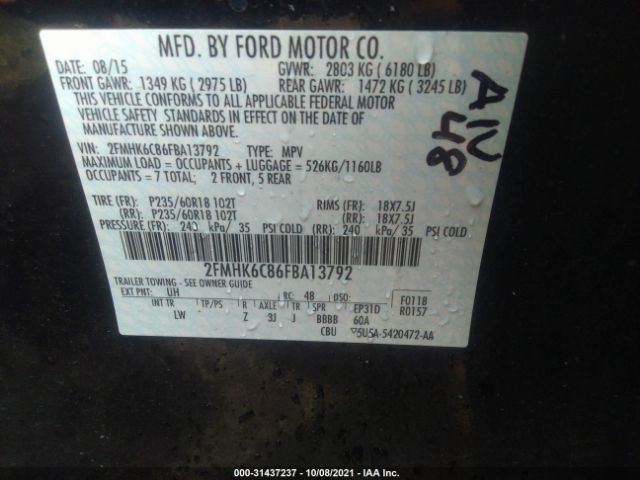 MFD. BY FORD MOTOR CO.
DATE: 08/15 GVWR: 2803 KG ( 6180 LB)
FRONT GAWR: 1349 KG ( 2975 LB) REAR GAWR: 1472 KG ( 3245 LB)
THIS VEHICLE CONFORMS TO ALL APPLICABLE FEDERAL MOTOR
VEHICLE SAFETY STANDARDS IN EFFECT ON THE DATE OF
MANUFACTURE SHOWN ABOVE.
VIN: 2FMHK6C86FBA13792 TYPE: MPV
MAXIMUM LOAD = OCCUPANTS + LUGGAGE = 526KG/1160LB
OCCUPANTS = 7 TOTAL; 2 FRONT, 5 REAR
TIRE (FR): P235/60R18 102T RIMS (FR): 18X7.5J
(RR): P235/60R18 102T (RR): 18X7.5J
PRESSURE (FR): 240 kPa/ 35 PSI COLD (RR): 240 kPa/ 35 PSI COLD
2FMHK6C86FBA13792
TRAILER TOWING - SEE OWNER GUIDE
EXT PNT: UH RC: 48 DSO: F0118
INT TR TP/PS R AXLE TR SPR EP31D R0157
LW Z 3J J BBBB 60A
CBU 5U5A-5420472-AA
AIV
48
000-31437237 - 10/08/2021 - IAA Inc.